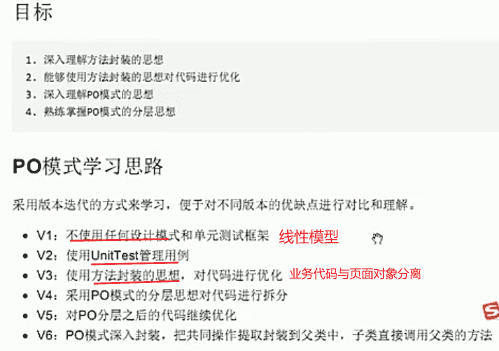 目标
1. 深入理解方法封装的思想
2. 能够使用方法封装的思想对代码进行优化
3. 深入理解PO模式的思想
4. 熟练掌握PO模式的分层思想
PO模式学习思路
采用版本迭代的方式来学习，便于对不同版本的优缺点进行对比和理解。
• V1：不使用任何设计模式和单元测试框架 线性模型
• V2：使用UnitTest管理用例
• V3：使用方法封装的思想，对代码进行优化 业务代码与页面对象分离
• V4：采用PO模式的分层思想对代码进行拆分
• V5：对PO分层之后的代码继续优化
• V6：PO模式深入封装，把共同操作提取封装到父类中，子类直接调用父类的方法